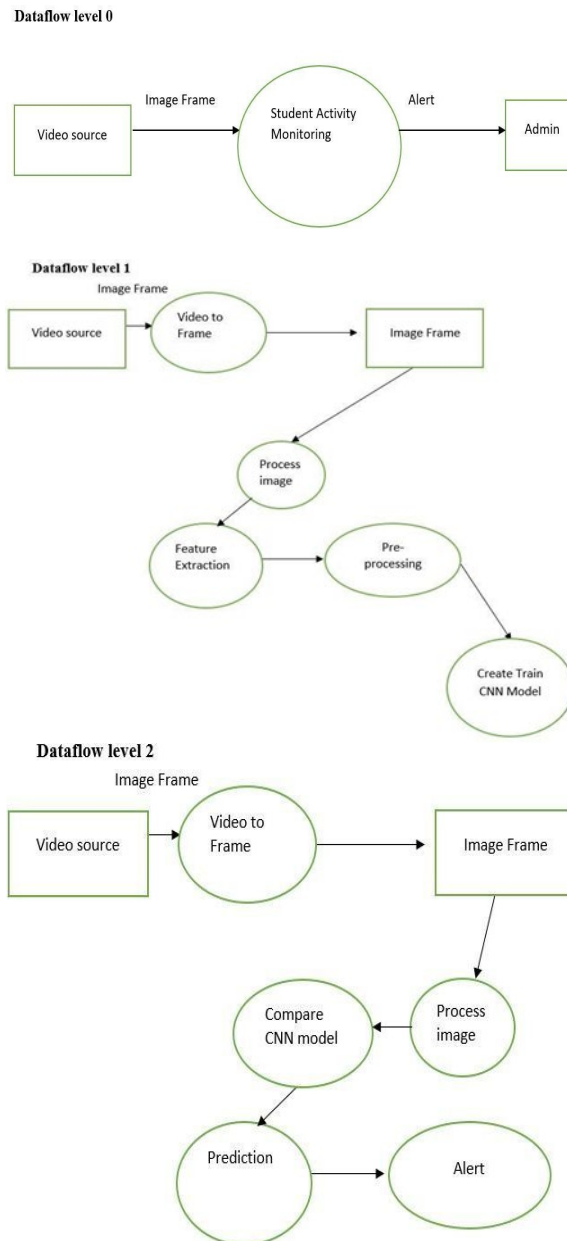 Dataflow level 0
Image Frame
Alert
Video source
Student Activity
Monitoring
Admin
Dataflow level 1
Image Frame
Video source
Video to
Frame
Image Frame
Process
image
Feature
Extraction
Pre-
processing
Create Train
CNN Model
Dataflow level 2
Image Frame
Video source
Video to
Frame
Image Frame
Compare
CNN model
Process
image
Prediction
Alert